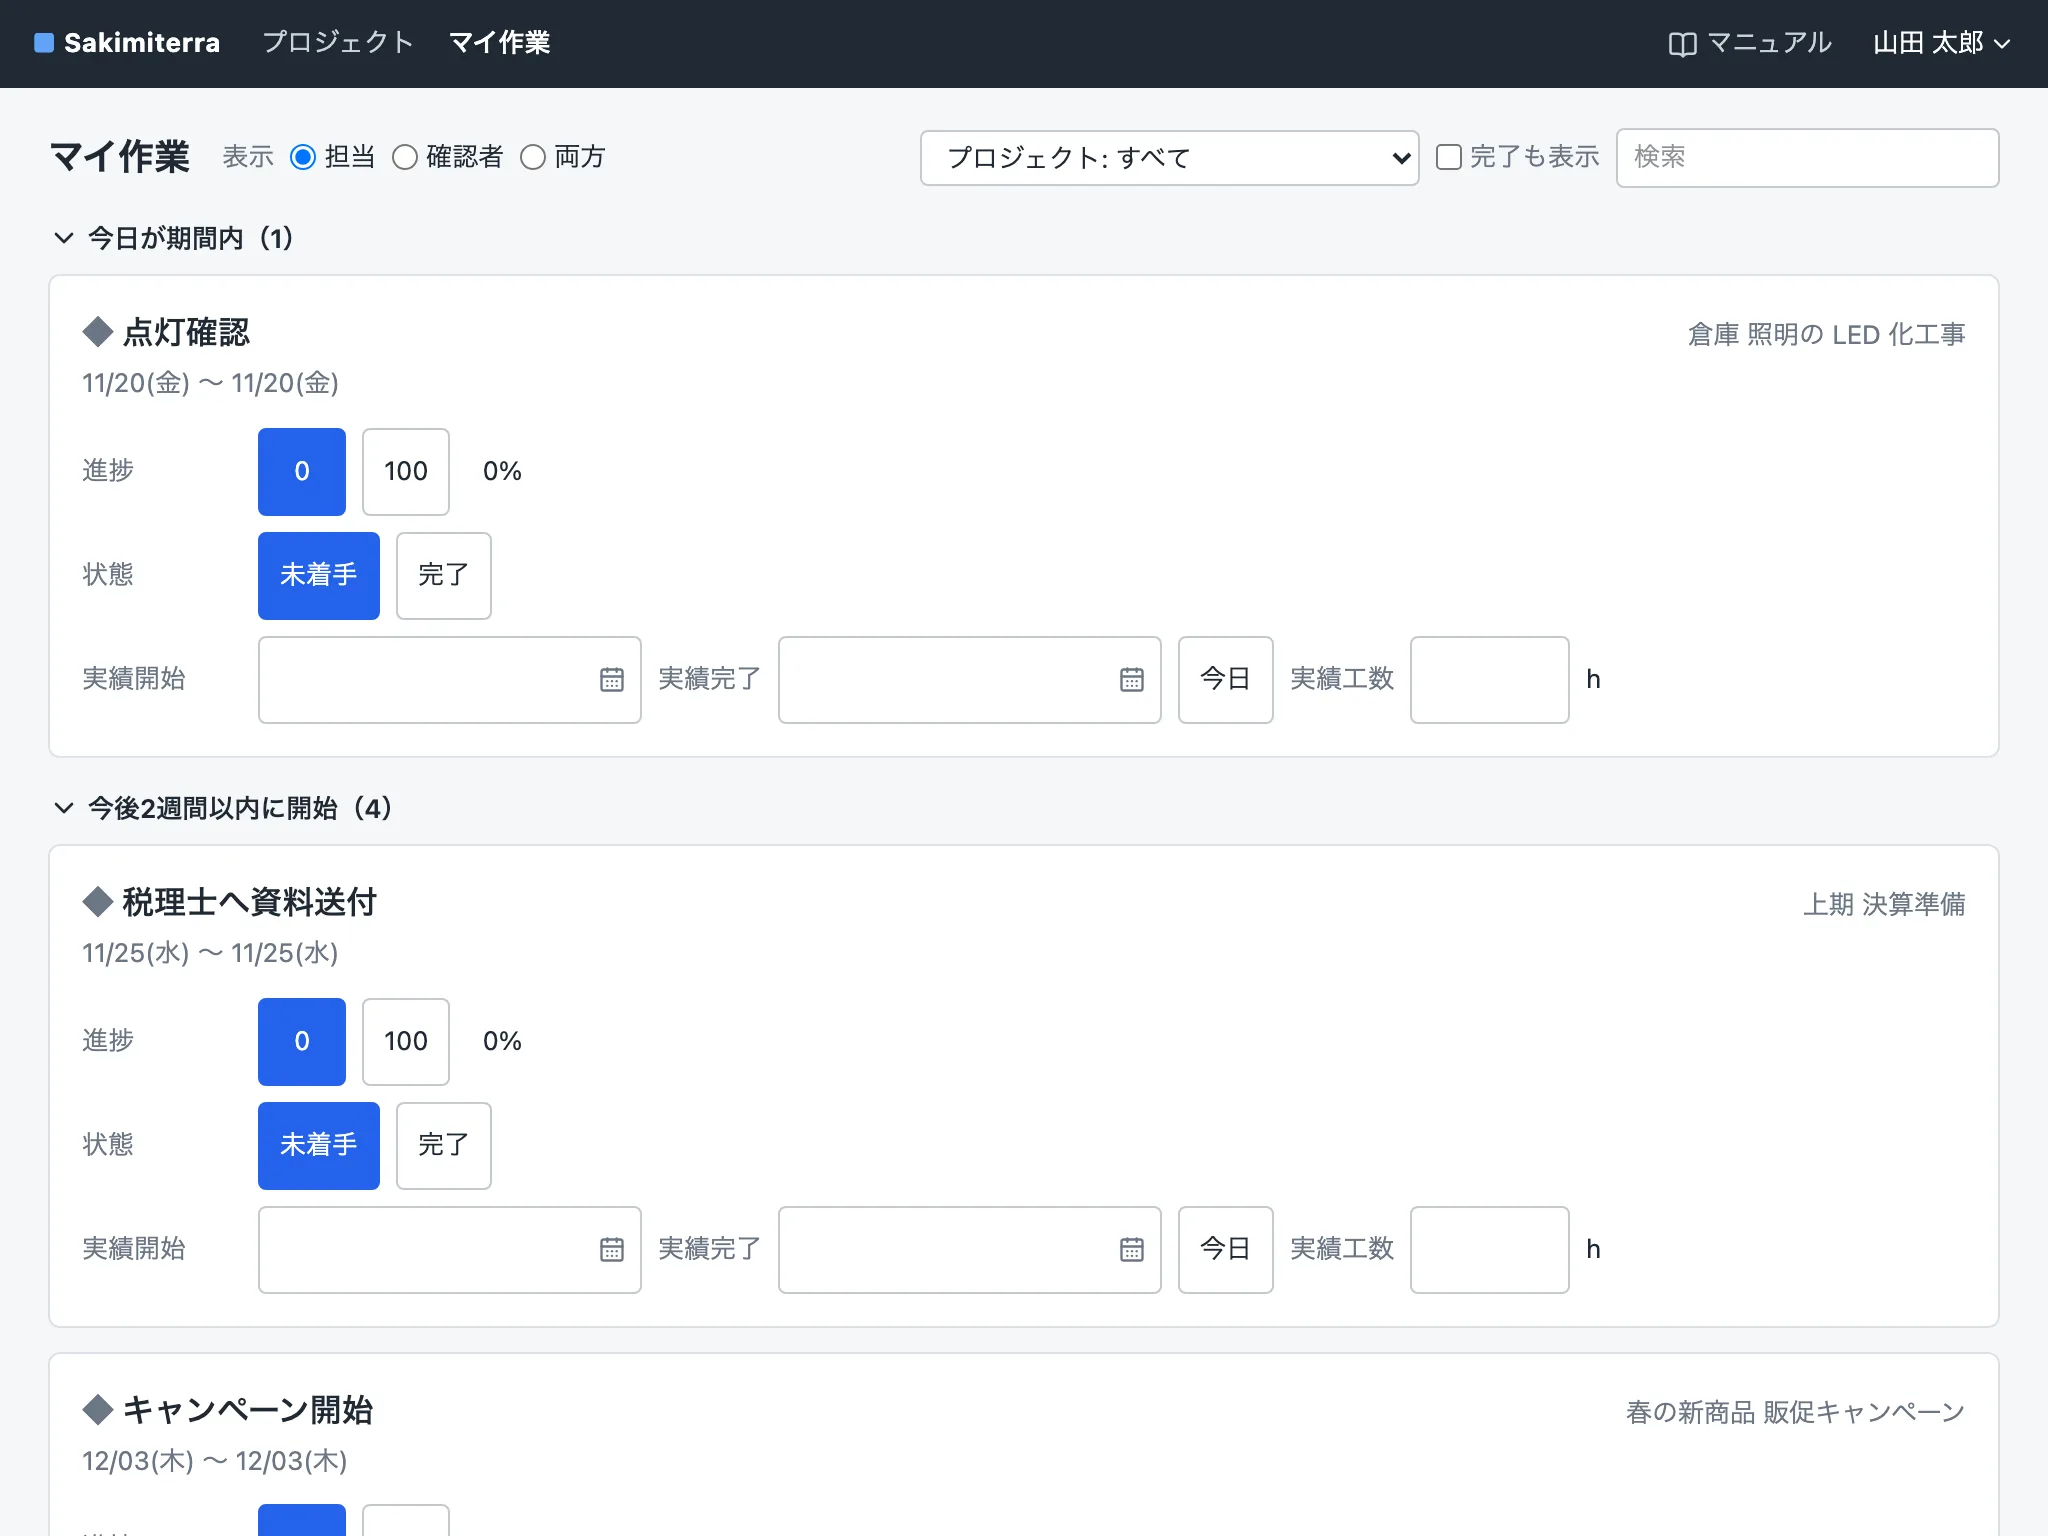 Sakimiterra プロジェクト マイ作業 マニュアル 山田 太郎
マイ作業 表示 担当 確認者 両方 プロジェクト: すべて 完了も表示 検索
今日が期間内（1）
点灯確認 倉庫 照明の LED 化工事
11/20(金) 〜 11/20(金)
進捗 0 100 0%
状態 未着手 完了
実績開始 実績完了 今日 実績工数 h
今後2週間以内に開始（4）
税理士へ資料送付 上期 決算準備
11/25(水) 〜 11/25(水)
進捗 0 100 0%
状態 未着手 完了
実績開始 実績完了 今日 実績工数 h
キャンペーン開始 春の新商品 販促キャンペーン
12/03(木) 〜 12/03(木)